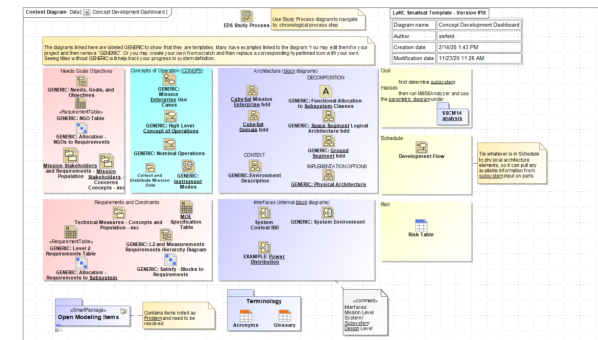 Content Diagram Data[ Concept Development Dashboard ]
EDS Study Process
Use Study Process diagram to navigate
by chronological process step
LaRC Smallsat Template - Version #18
Diagram name Concept Development Dashboard
Author sinfeld
Creation date 2/14/20 1:43 PM
Modification date 11/23/20 11:26 AM
The diagrams linked here are labeled GENERIC to show that they are templates. Many have examples linked to the diagram. You may edit them for your
project and then remove "GENERIC". Or you may create your own from scratch and then replace a corresponding hyperlinked icon with your own.
Seeing titles without GENERIC will help track your progress in system definition.
Needs Goals Objectives
GENERIC: Needs, Goals, and
Objectives
«RequirementTable»
GENERIC: NGO Table
GENERIC: Allocation -
NGOs to Requirements
Mission Stakeholders
and Requirements -
Population
Mission
Stakeholders -
Concerns
Concepts - asc
Concepts of Operation (CONOPS)
GENERIC:
Mission
Enterprise Use
Cases
GENERIC: High Level
Concept of Operations
GENERIC: Nominal Operations
Collect and
Distribute Mission
Data
GENERIC:
Instrument
Modes
Architecture (block diagrams)
DECOMPOSITION
CubeSat Mission
Enterprise bdd
GENERIC: Functional Allocation
to Subsystem Classes
CubeSat
Domain bdd
GENERIC: Space Segment Logical
Architecture bdd
GENERIC: Ground
Segment bdd
CONTEXT
GENERIC:Environment
Description
IMPLEMENTATION OPTIONS
GENERIC: Physical Architecture
Cost
first determine subsystem
masses
then run MBSEAnalyzer and use
the parametric diagram under
SSCM14
analysis
Schedule
Development Flow
Tie whatever is in Schedule
to physical architecture
elements, so it can pull any
available information from
subsystem input on parts.
Requirements and Constraints
Technical Measures - Concepts and
Population - asc
MOE
Specification
Table
«RequirementTable»
GENERIC: Level 2
Requirements Table
GENERIC: L2 and Measurements
Requirements Hierarchy Diagram
GENERIC: Allocation -
Requirements to Subsystem
GENERIC: Satisfy - Blocks to
Requirements
Interfaces (internal block diagrams)
System
Context IBD
GENERIC: System Environment
EXAMPLE: Power
Distribution
Risk
Risk Table
«SmartPackage»
Open Modeling Items
Contains items noted as
Problem and need to be
resolved.
Terminology
Acronyms
Glossary
«comment»
Interfaces:
Mission Level
System/
Subsystem
Design Level